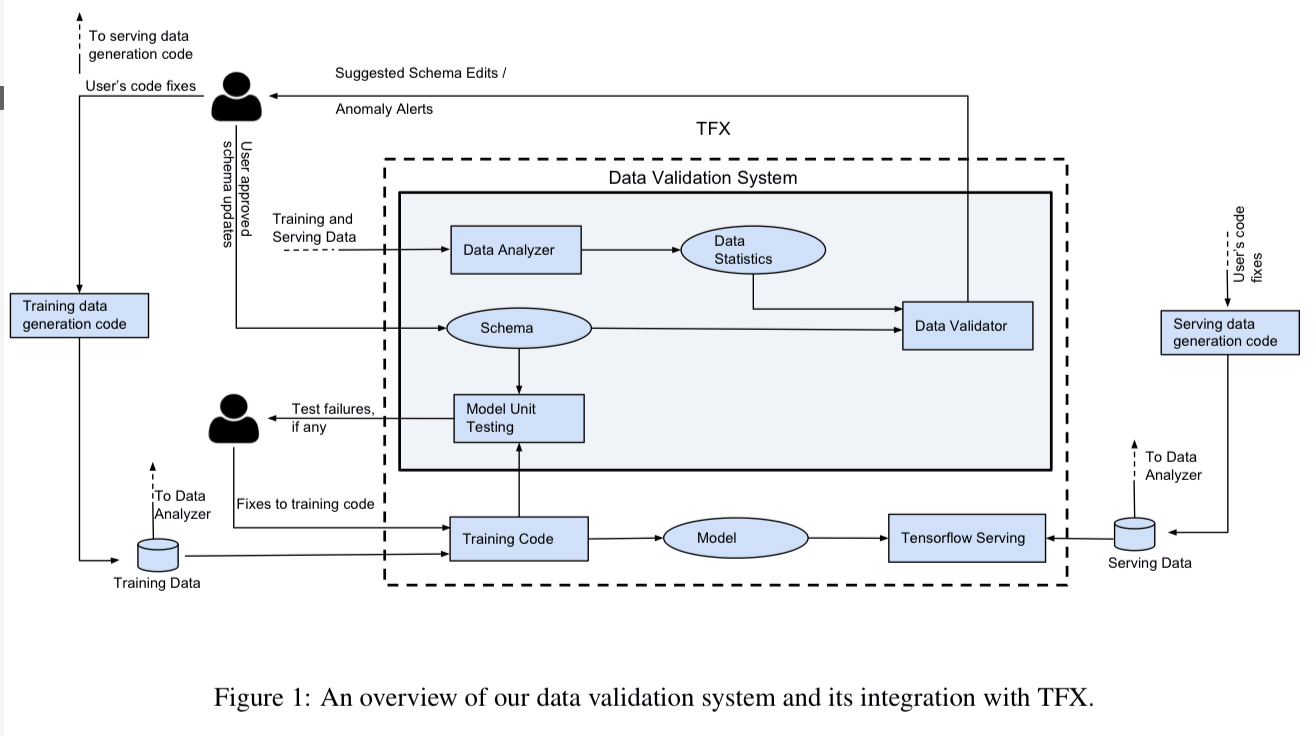 To serving data
generation code
User's code fixes
Suggested Schema Edits /
Anomaly Alerts
TFX
Data Validation System
User approved
schema updates
Training and
Serving Data
Data Analyzer
Data
Statistics
User's code
fixes
Training data
generation code
Schema
Data Validator
Serving data
generation code
Test failures,
if any
Model Unit
Testing
To Data
Analyzer
To Data
Analyzer
Fixes to training code
Training Code
Model
Tensorflow Serving
Training Data
Serving Data
Figure 1: An overview of our data validation system and its integration with TFX.